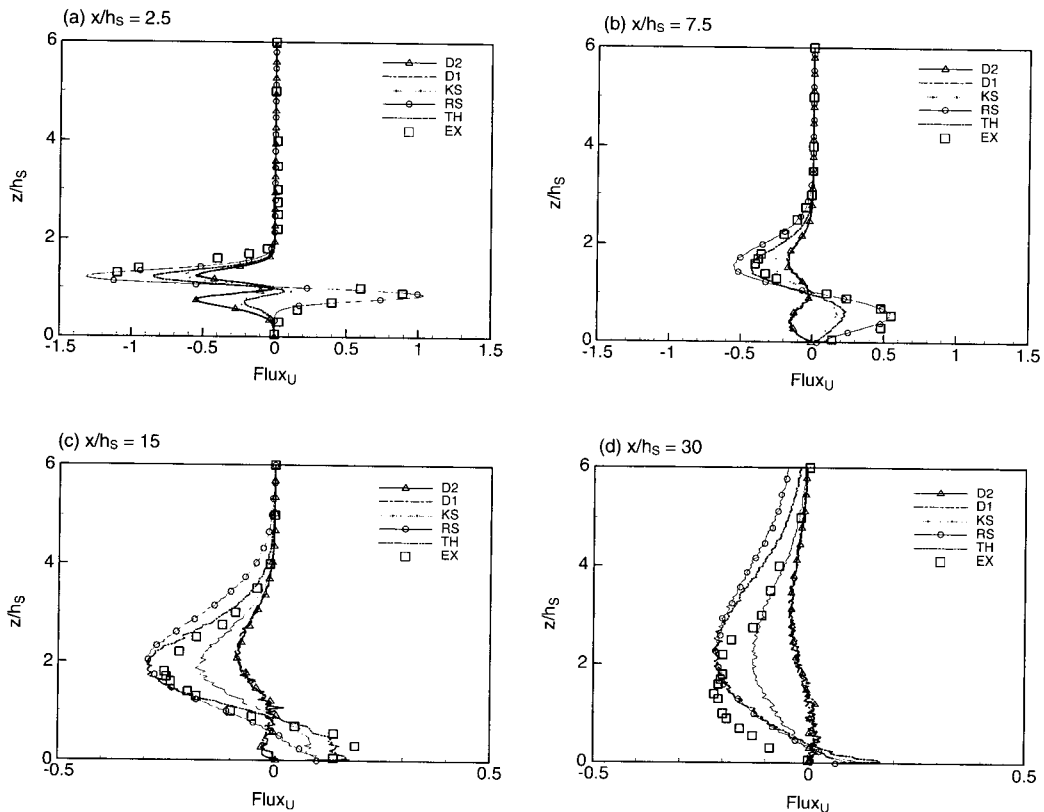 (a) x/hS = 2.5
6
4
2
0
z/hS
-1.5
-1
-0.5
0
0.5
1
1.5
FluxU
D2
D1
KS
RS
TH
EX
(b) x/hS = 7.5
6
4
2
0
z/hS
-1.5
-1
-0.5
0
0.5
1
1.5
FluxU
D2
D1
KS
RS
TH
EX
(c) x/hS = 15
6
4
2
0
z/hS
-0.5
0
0.5
FluxU
D2
D1
KS
RS
TH
EX
(d) x/hS = 30
6
4
2
0
z/hS
-0.5
0
0.5
FluxU
D2
D1
KS
RS
TH
EX